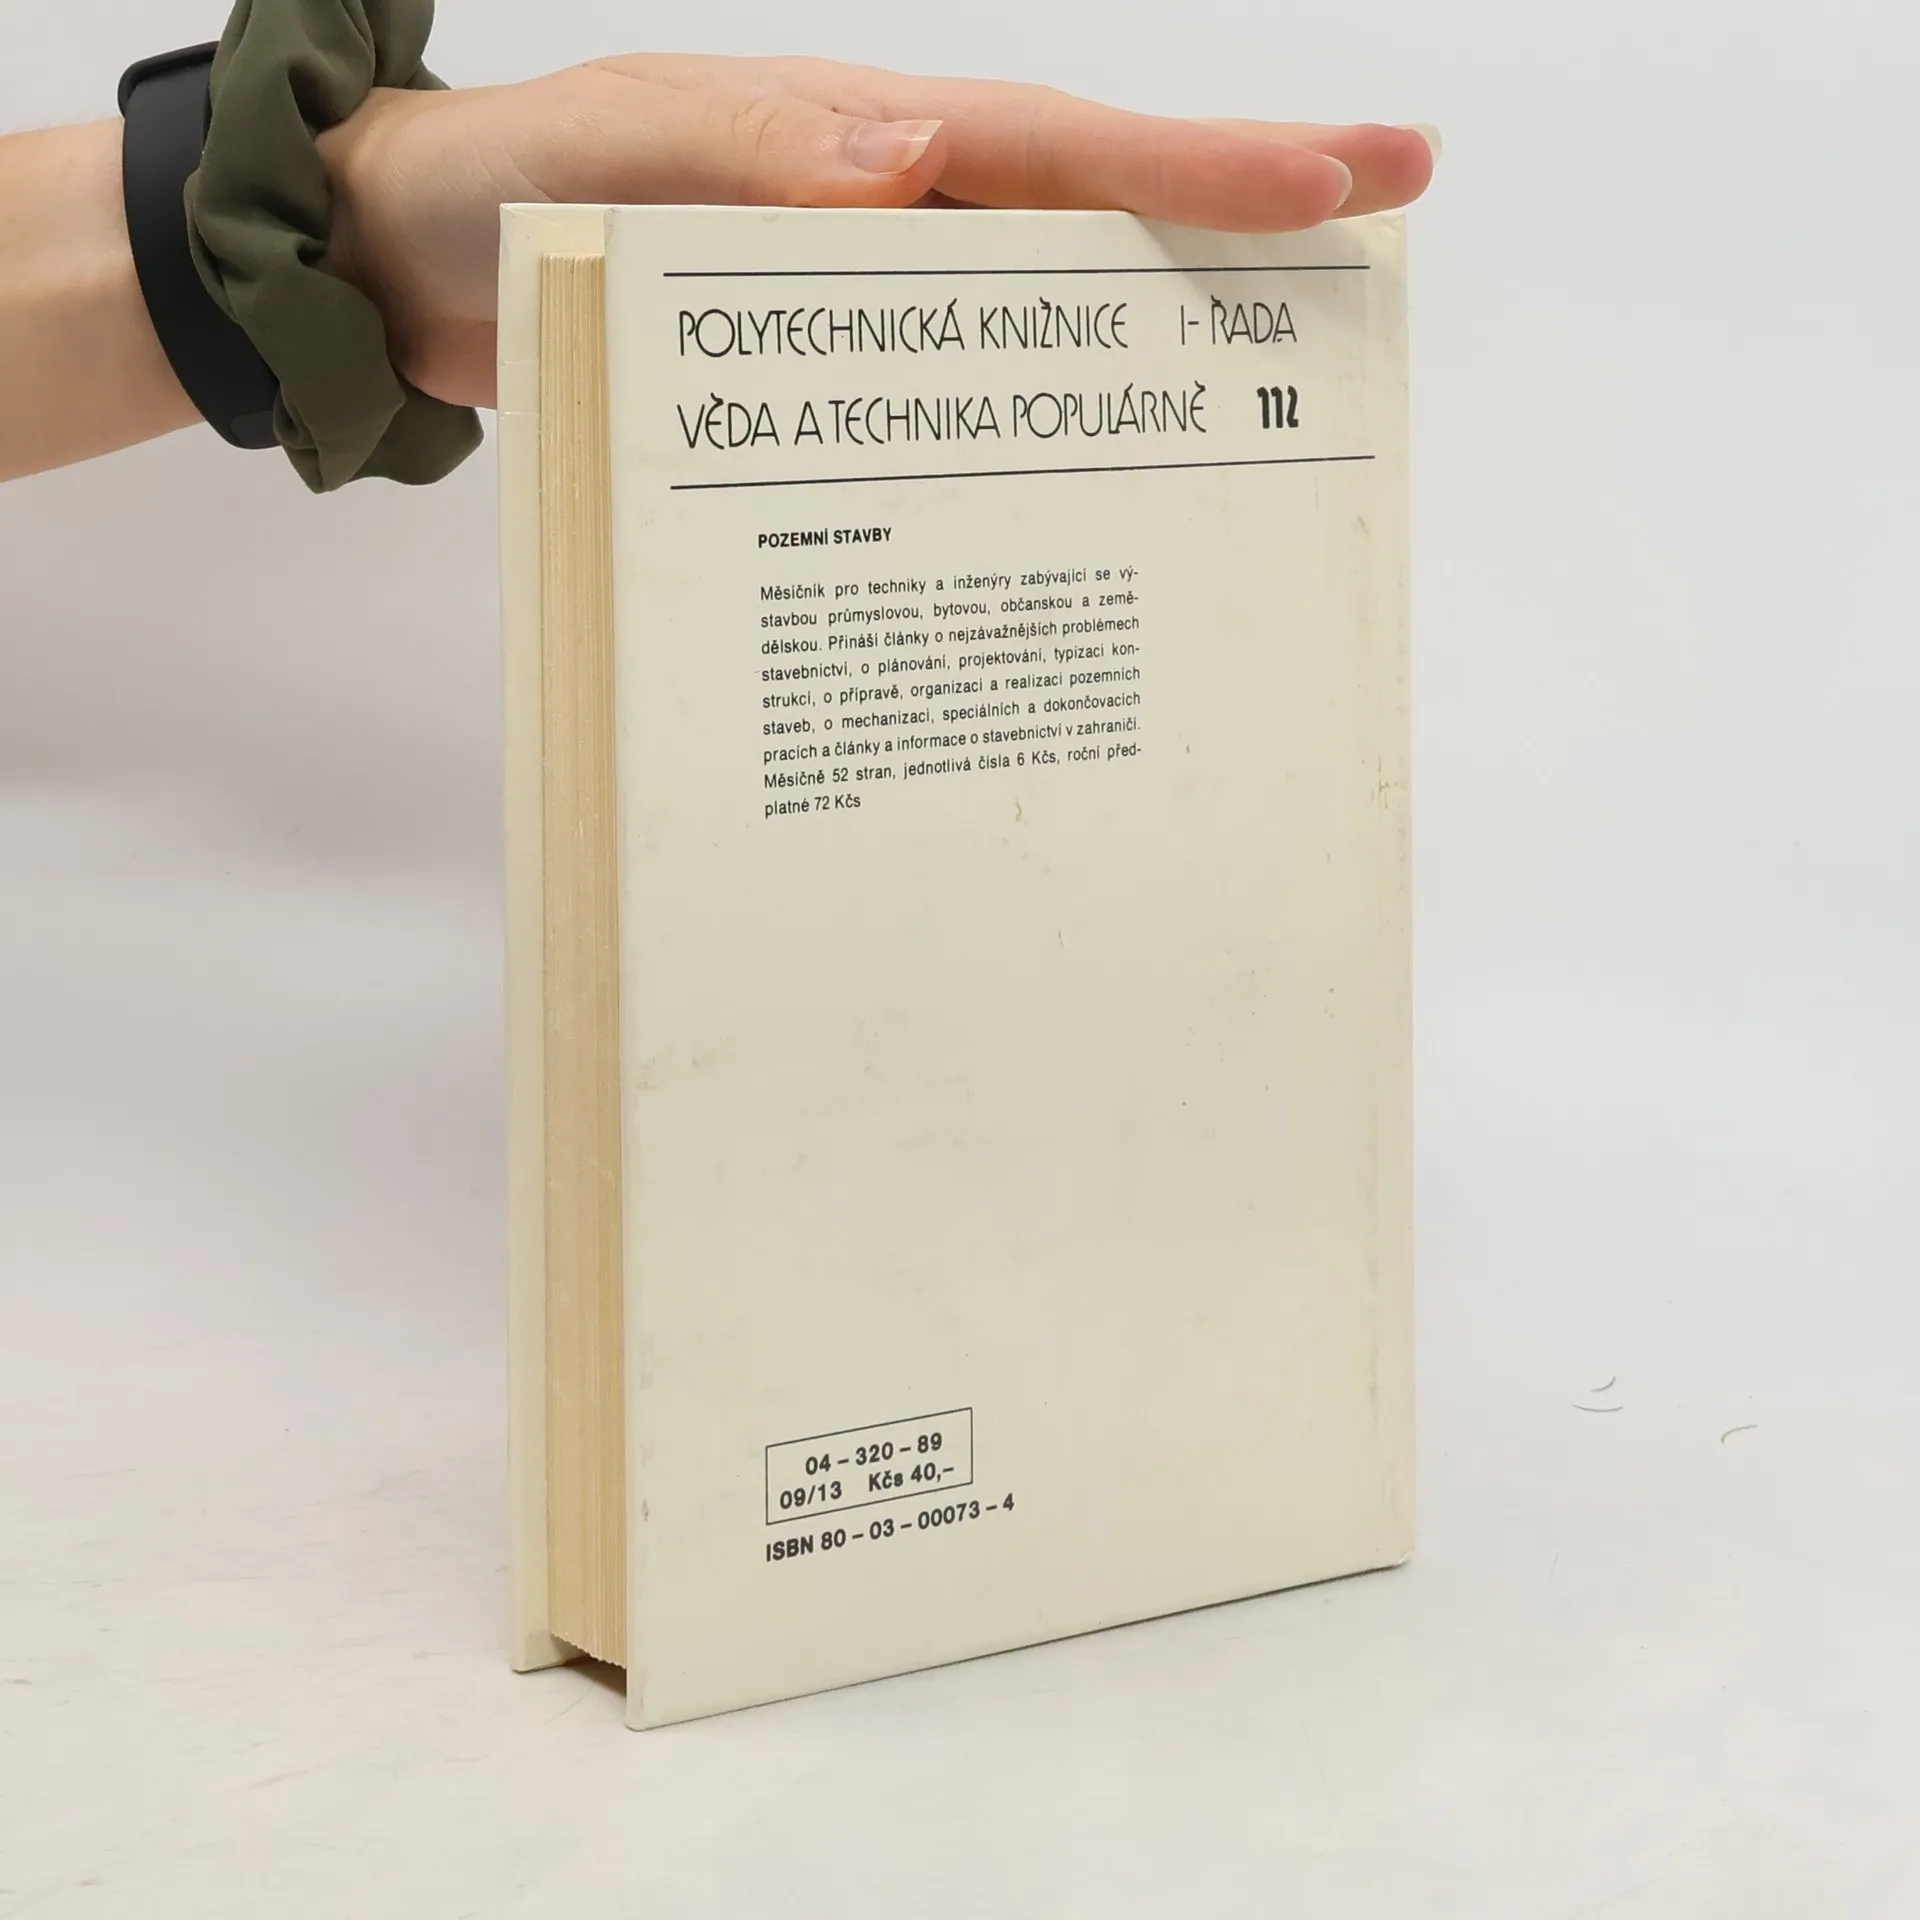 POLYTECHNICKÁ KNIŽNICE I-ŘADA
VĚDA A TECHNIKA POPULÁRNĚ 112
POZEMNÍ STAVBY
Měsíčník pro techniky a inženýry zabývající se vý-
stavbou průmyslovou, bytovou, občanskou a země-
dělskou. Přináší články o nejzávažnějších problémech
stavebnictví, o plánování, projektování, typizaci kon-
strukcí, o přípravě, organizaci a realizaci pozemních
staveb, o mechanizaci, speciálních a dokončovacích
pracích a články a informace o stavebnictví v zahraničí.
Měsíčně 52 stran, jednotlivá čísla 6 Kčs, roční před-
platné 72 Kčs
04 – 320 – 89
09/13 Kčs 40,–
ISBN 80 – 03 – 00073 – 4